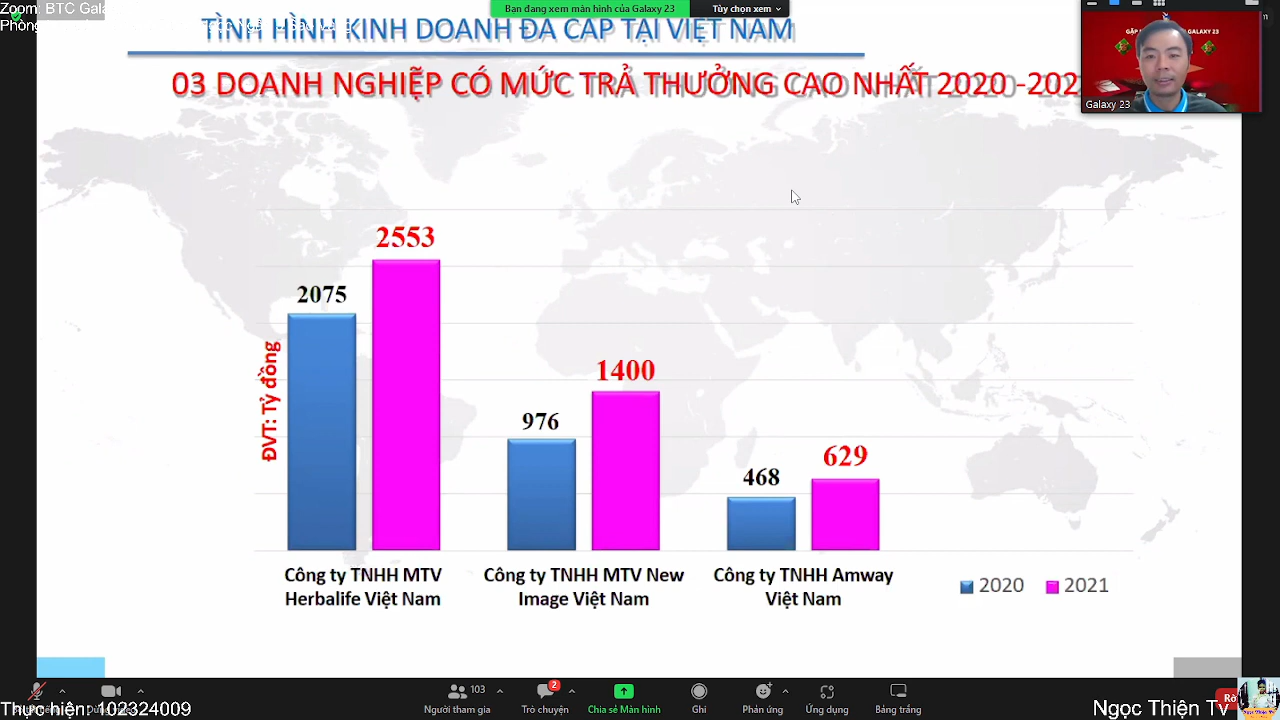 Zoom: BTC Gala
Bạn đang xem màn hình của Galaxy 23
Tùy chọn xem
TÌNH HÌNH KINH DOANH ĐA CẤP TẠI VIỆT NAM
03 DOANH NGHIỆP CÓ MỨC TRẢ THƯỞNG CAO NHẤT 2020 -202
GALAXY 23
Galaxy 23
2553
2075
1400
976
629
468
ĐVT: Tỷ đồng
Công ty TNHH MTV
Herbalife Việt Nam
Công ty TNHH MTV New
Image Việt Nam
Công ty TNHH Amway
Việt Nam
2020
2021
103
2
Người tham gia
Trò chuyện
Chia sẻ Màn hình
Ghi
Phản ứng
Ứng dụng
Bảng trắng
Rờ
Thực hiện: 102324009
Ngọc Thiện TV